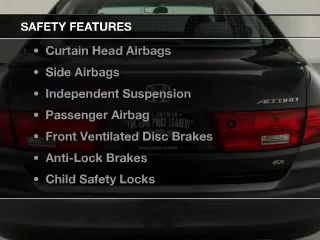 SAFETY FEATURES
• Curtain Head Airbags
• Side Airbags
• Independent Suspension
• Passenger Airbag
• Front Ventilated Disc Brakes
• Anti-Lock Brakes
• Child Safety Locks
ACCORD
EX